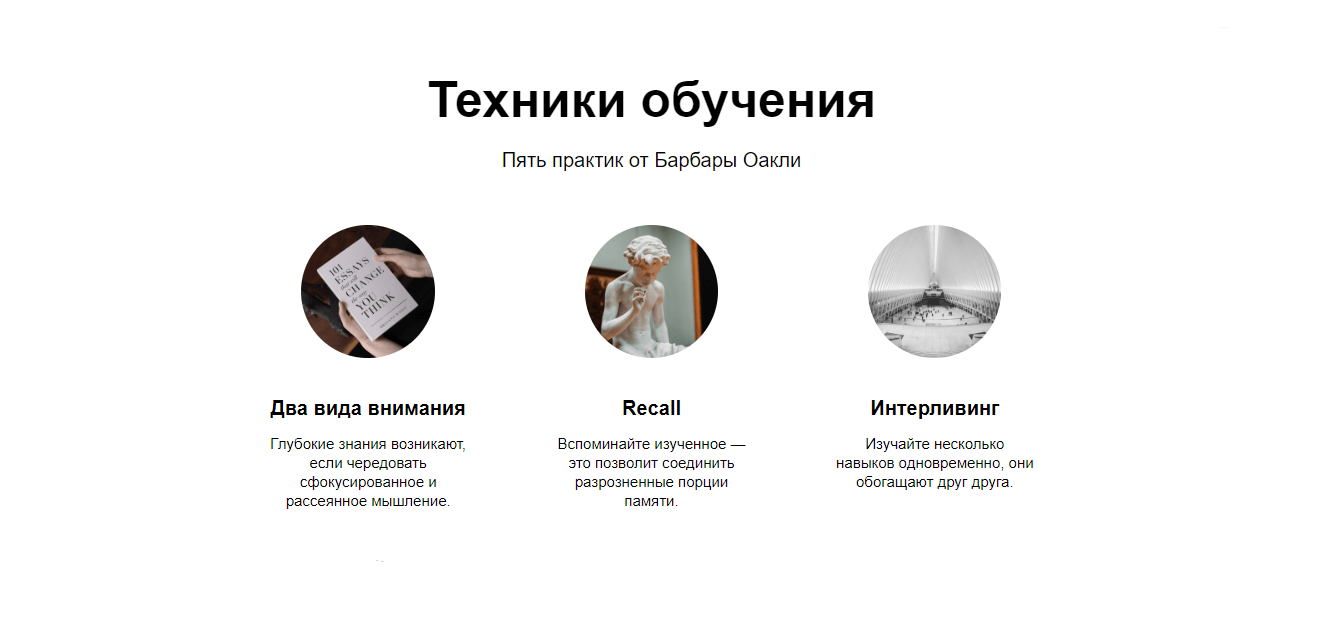 Техники обучения
Пять практик от Барбары Оакли
101
ESSAYS
that will
CHANGE
the way
YOU
THINK
Два вида внимания
Recall
Интерливинг
Глубокие знания возникают,
если чередовать
сфокусированное и
рассеянное мышление.
Вспоминайте изученное —
это позволит соединить
разрозненные порции
памяти.
Изучайте несколько
навыков одновременно, они
обогащают друг друга.